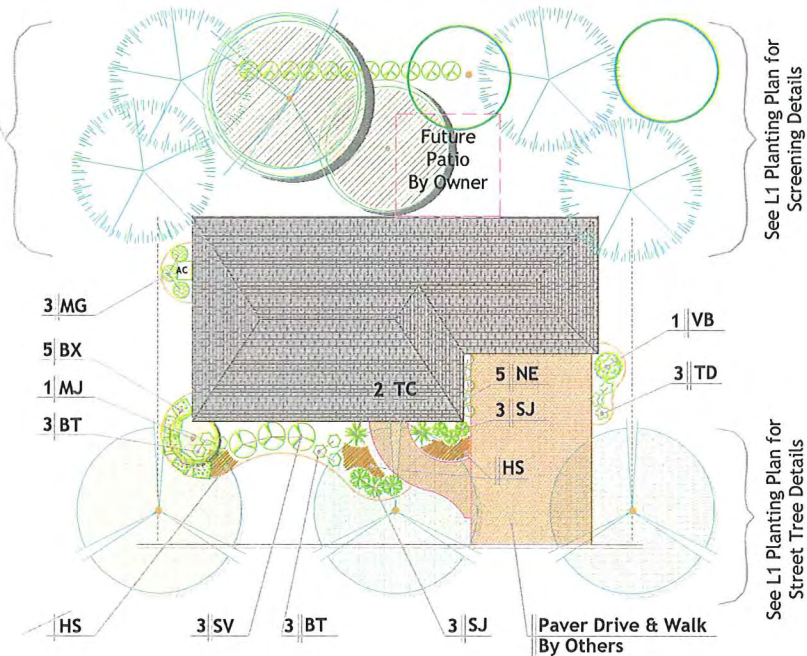 See L1 Planting Plan for
Screening Details
Future
Patio
By Owner
AC
3 MG
5 BX
1 MJ
3 BT
2 TC
5 NE
3 SJ
HS
1 VB
3 TD
See L1 Planting Plan for
Street Tree Details
HS
3 SV
3 BT
3 SJ
Paver Drive & Walk
By Others